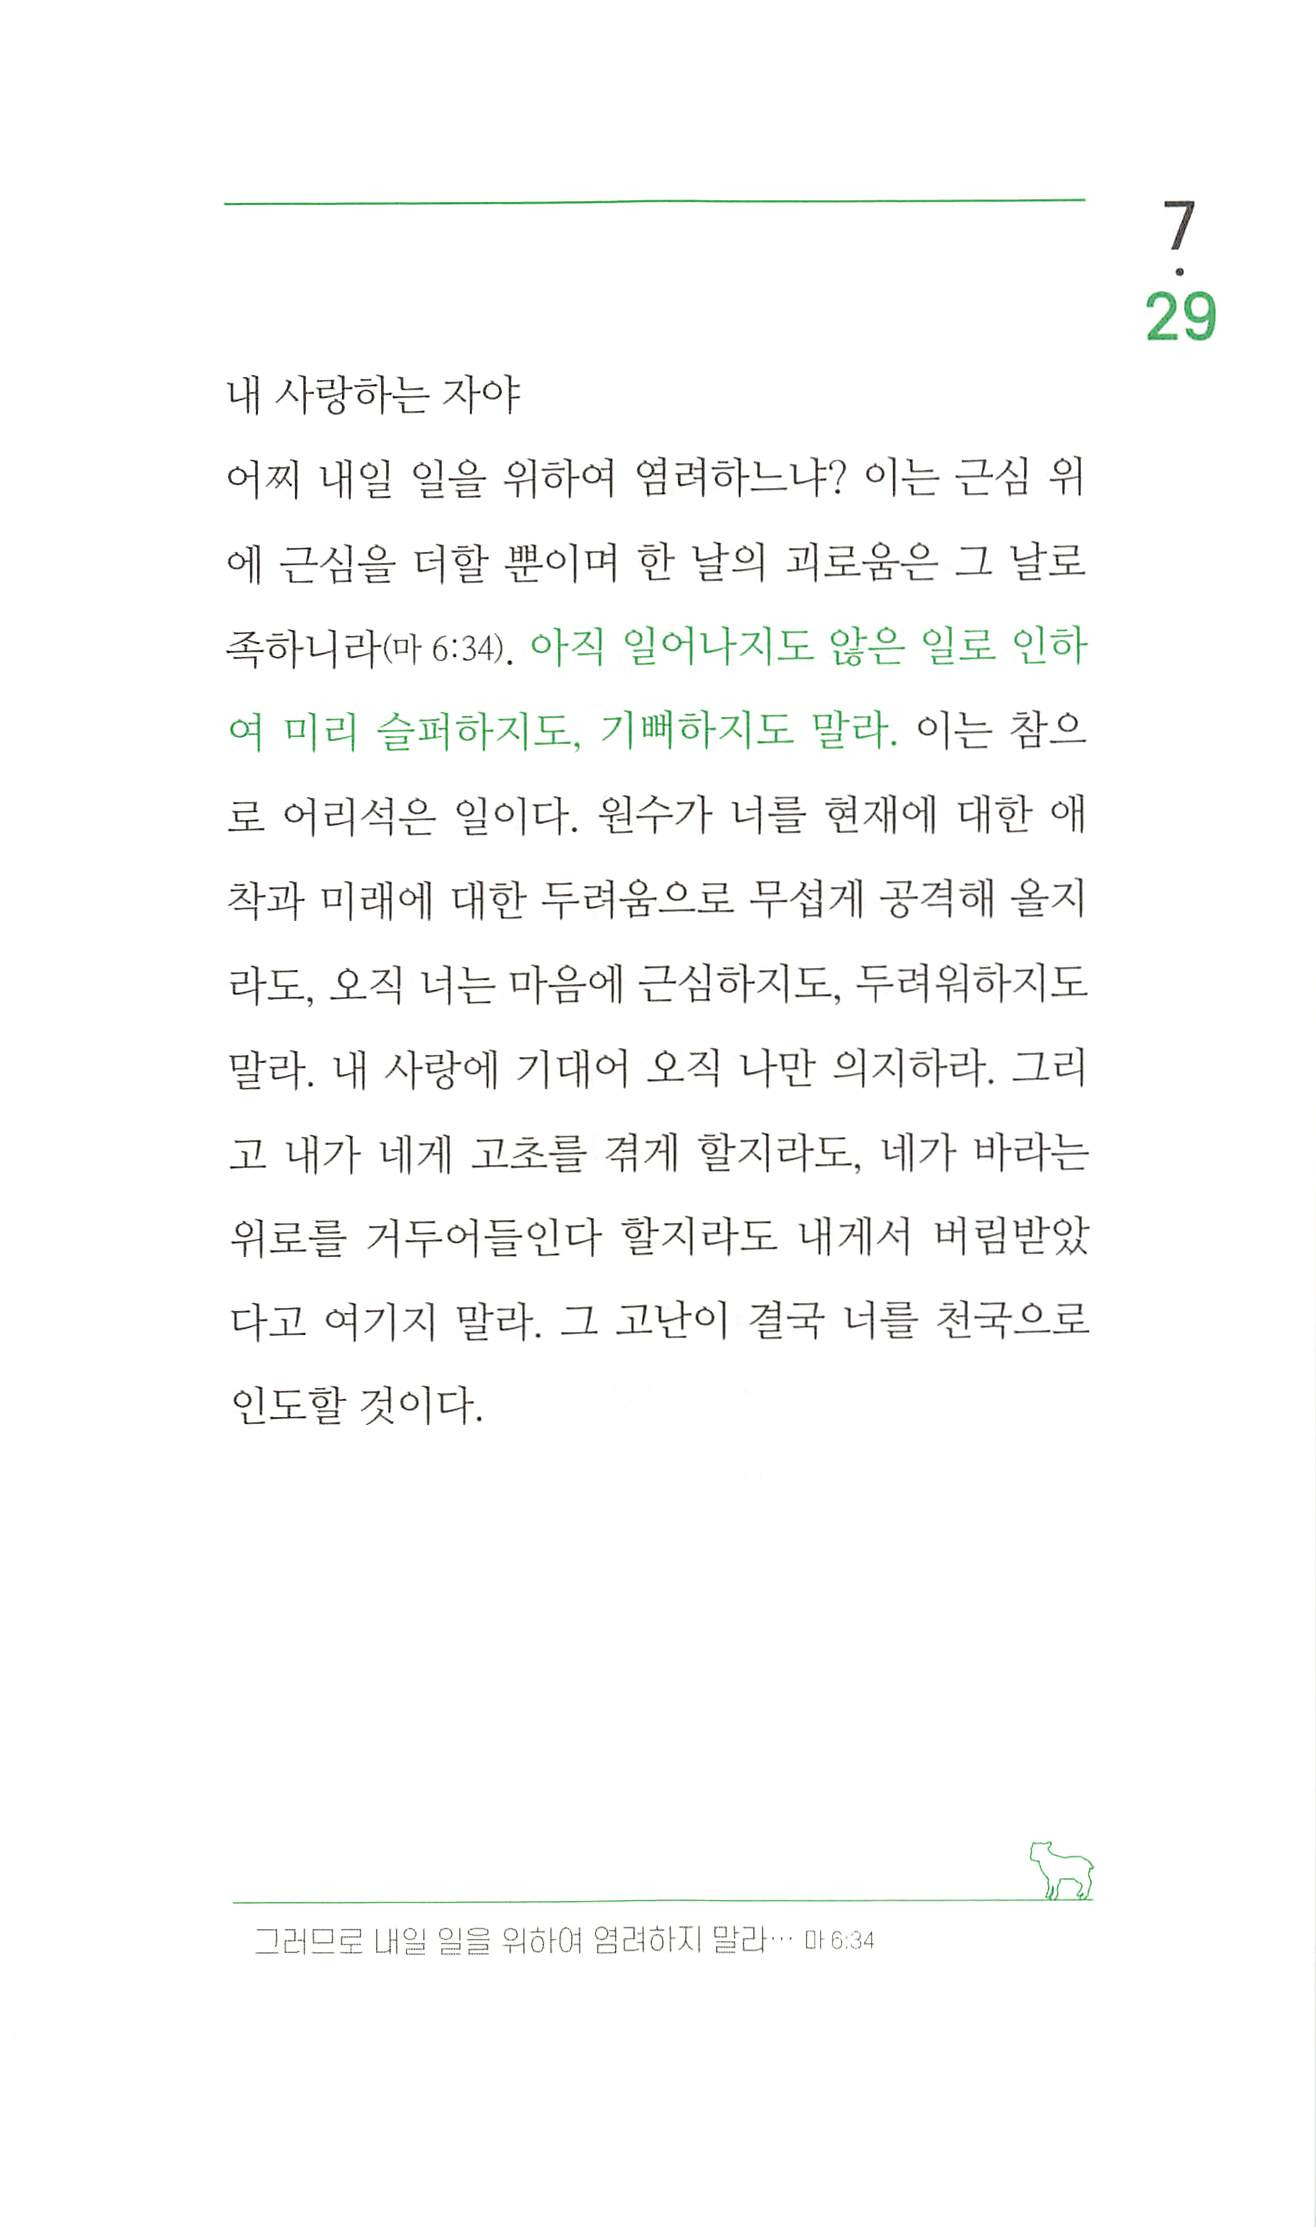 7
·
29
내 사랑하는 자야
어찌 내일 일을 위하여 염려하느냐? 이는 근심 위
에 근심을 더할 뿐이며 한 날의 괴로움은 그 날로
족하니라(마 6:34). 아직 일어나지도 않은 일로 인하
여 미리 슬퍼하지도, 기뻐하지도 말라. 이는 참으
로 어리석은 일이다. 원수가 너를 현재에 대한 애
착과 미래에 대한 두려움으로 무섭게 공격해 올지
라도, 오직 너는 마음에 근심하지도, 두려워하지도
말라. 내 사랑에 기대어 오직 나만 의지하라. 그리
고 내가 네게 고초를 겪게 할지라도, 네가 바라는
위로를 거두어들인다 할지라도 내게서 버림받았
다고 여기지 말라. 그 고난이 결국 너를 천국으로
인도할 것이다.
그러므로 내일 일을 위하여 염려하지 말라… 마 6:34